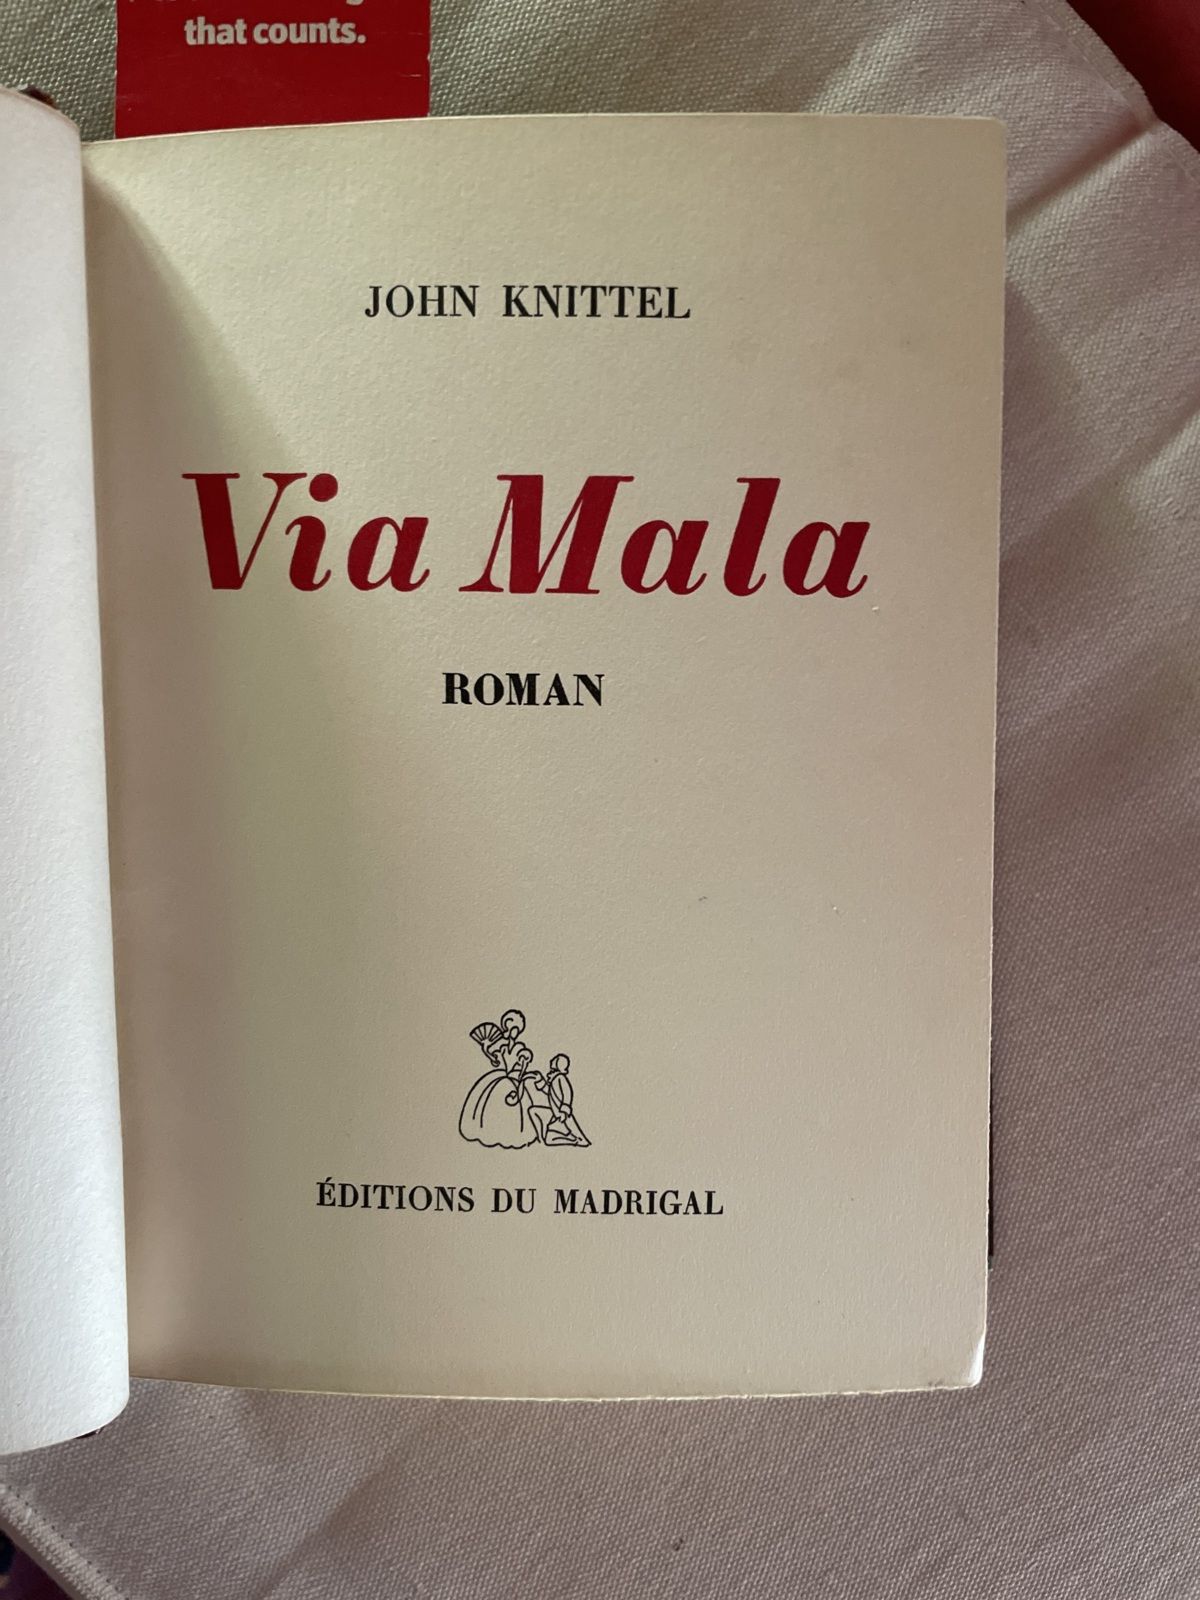 that counts.
JOHN KNITTEL
Via Mala
ROMAN
ÉDITIONS DU MADRIGAL